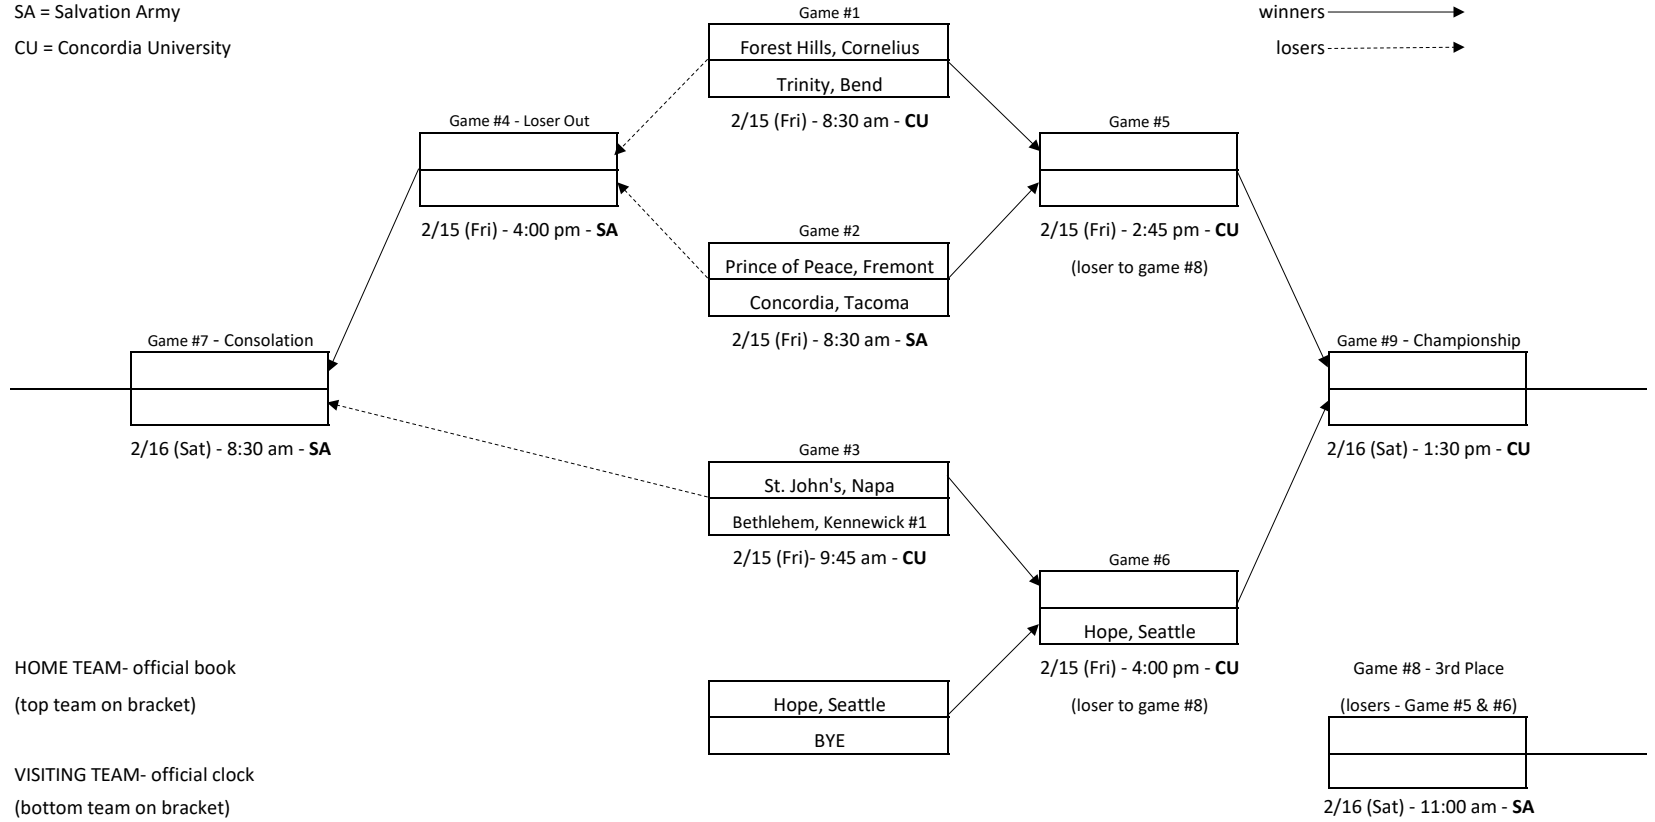 SA = Salvation Army
CU = Concordia University
winners
losers
Game #1
Forest Hills, Cornelius
Trinity, Bend
2/15 (Fri) - 8:30 am - CU
Game #4 - Loser Out
2/15 (Fri) - 4:00 pm - SA
Game #5
2/15 (Fri) - 2:45 pm - CU
(loser to game #8)
Game #2
Prince of Peace, Fremont
Concordia, Tacoma
2/15 (Fri) - 8:30 am - SA
Game #7 - Consolation
2/16 (Sat) - 8:30 am - SA
Game #9 - Championship
2/16 (Sat) - 1:30 pm - CU
Game #3
St. John's, Napa
Bethlehem, Kennewick #1
2/15 (Fri)- 9:45 am - CU
Game #6
Hope, Seattle
2/15 (Fri) - 4:00 pm - CU
(loser to game #8)
Hope, Seattle
BYE
HOME TEAM- official book
(top team on bracket)
VISITING TEAM- official clock
(bottom team on bracket)
Game #8 - 3rd Place
(losers - Game #5 & #6)
2/16 (Sat) - 11:00 am - SA